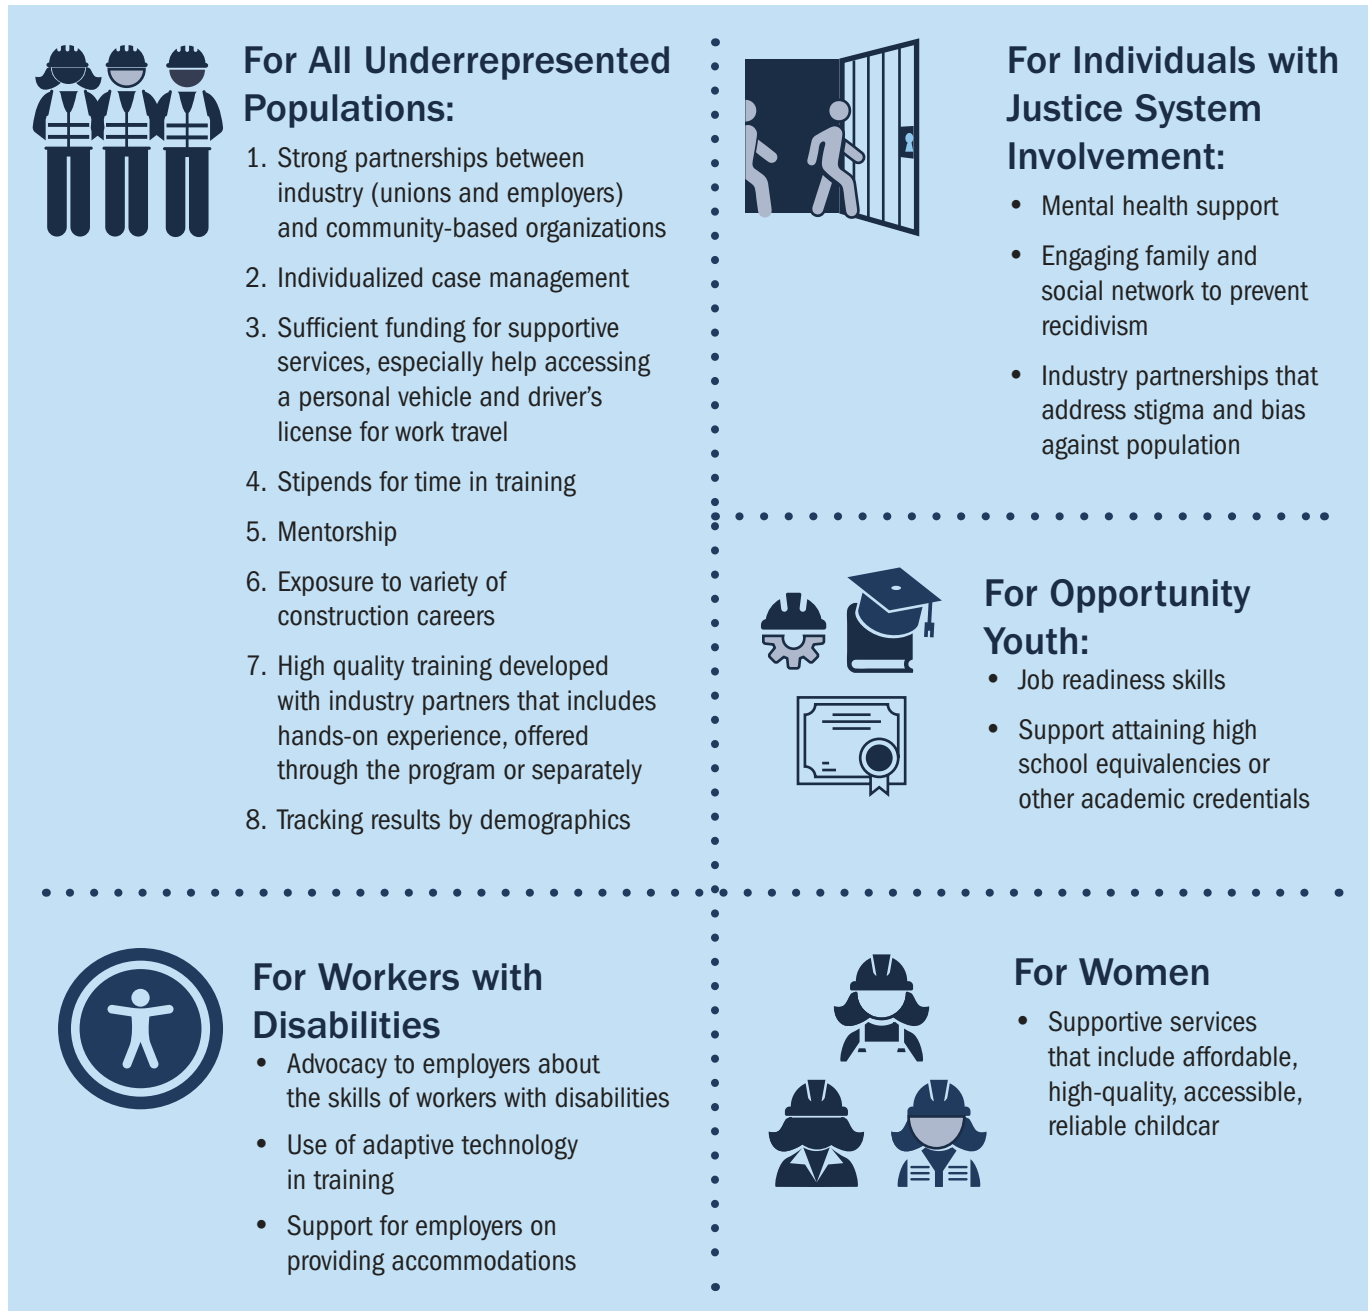 For All Underrepresented
Populations:
1. Strong partnerships between
industry (unions and employers)
and community-based organizations
2. Individualized case management
3. Sufficient funding for supportive
services, especially help accessing
a personal vehicle and driver’s
license for work travel
4. Stipends for time in training
5. Mentorship
6. Exposure to variety of
construction careers
7. High quality training developed
with industry partners that includes
hands-on experience, offered
through the program or separately
8. Tracking results by demographics
For Individuals with
Justice System
Involvement:
• Mental health support
• Engaging family and
social network to prevent
recidivism
• Industry partnerships that
address stigma and bias
against population
For Opportunity
Youth:
• Job readiness skills
• Support attaining high
school equivalencies or
other academic credentials
For Workers with
Disabilities
• Advocacy to employers about
the skills of workers with disabilities
• Use of adaptive technology
in training
• Support for employers on
providing accommodations
For Women
• Supportive services
that include affordable,
high-quality, accessible,
reliable childcar